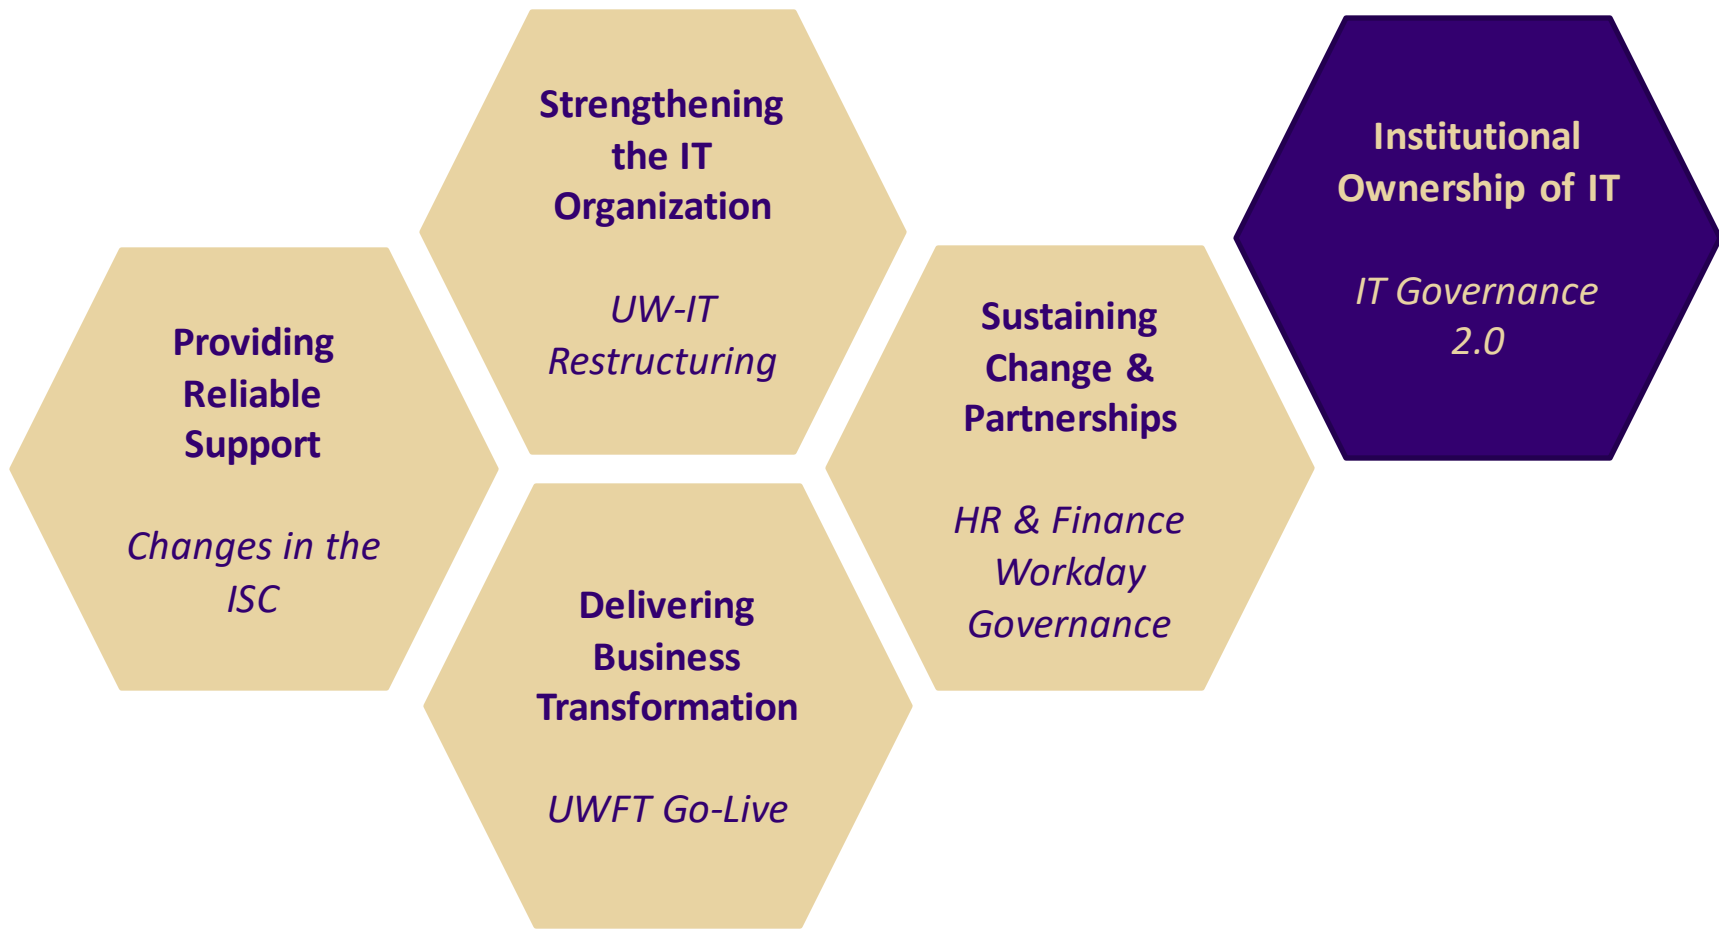 Providing
Reliable
Support
Changes in the
ISC
Strengthening
the IT
Organization
UW-IT
Restructuring
Delivering
Business
Transformation
UWFT Go-Live
Sustaining
Change &
Partnerships
HR & Finance
Workday
Governance
Institutional
Ownership of IT
IT Governance
2.0